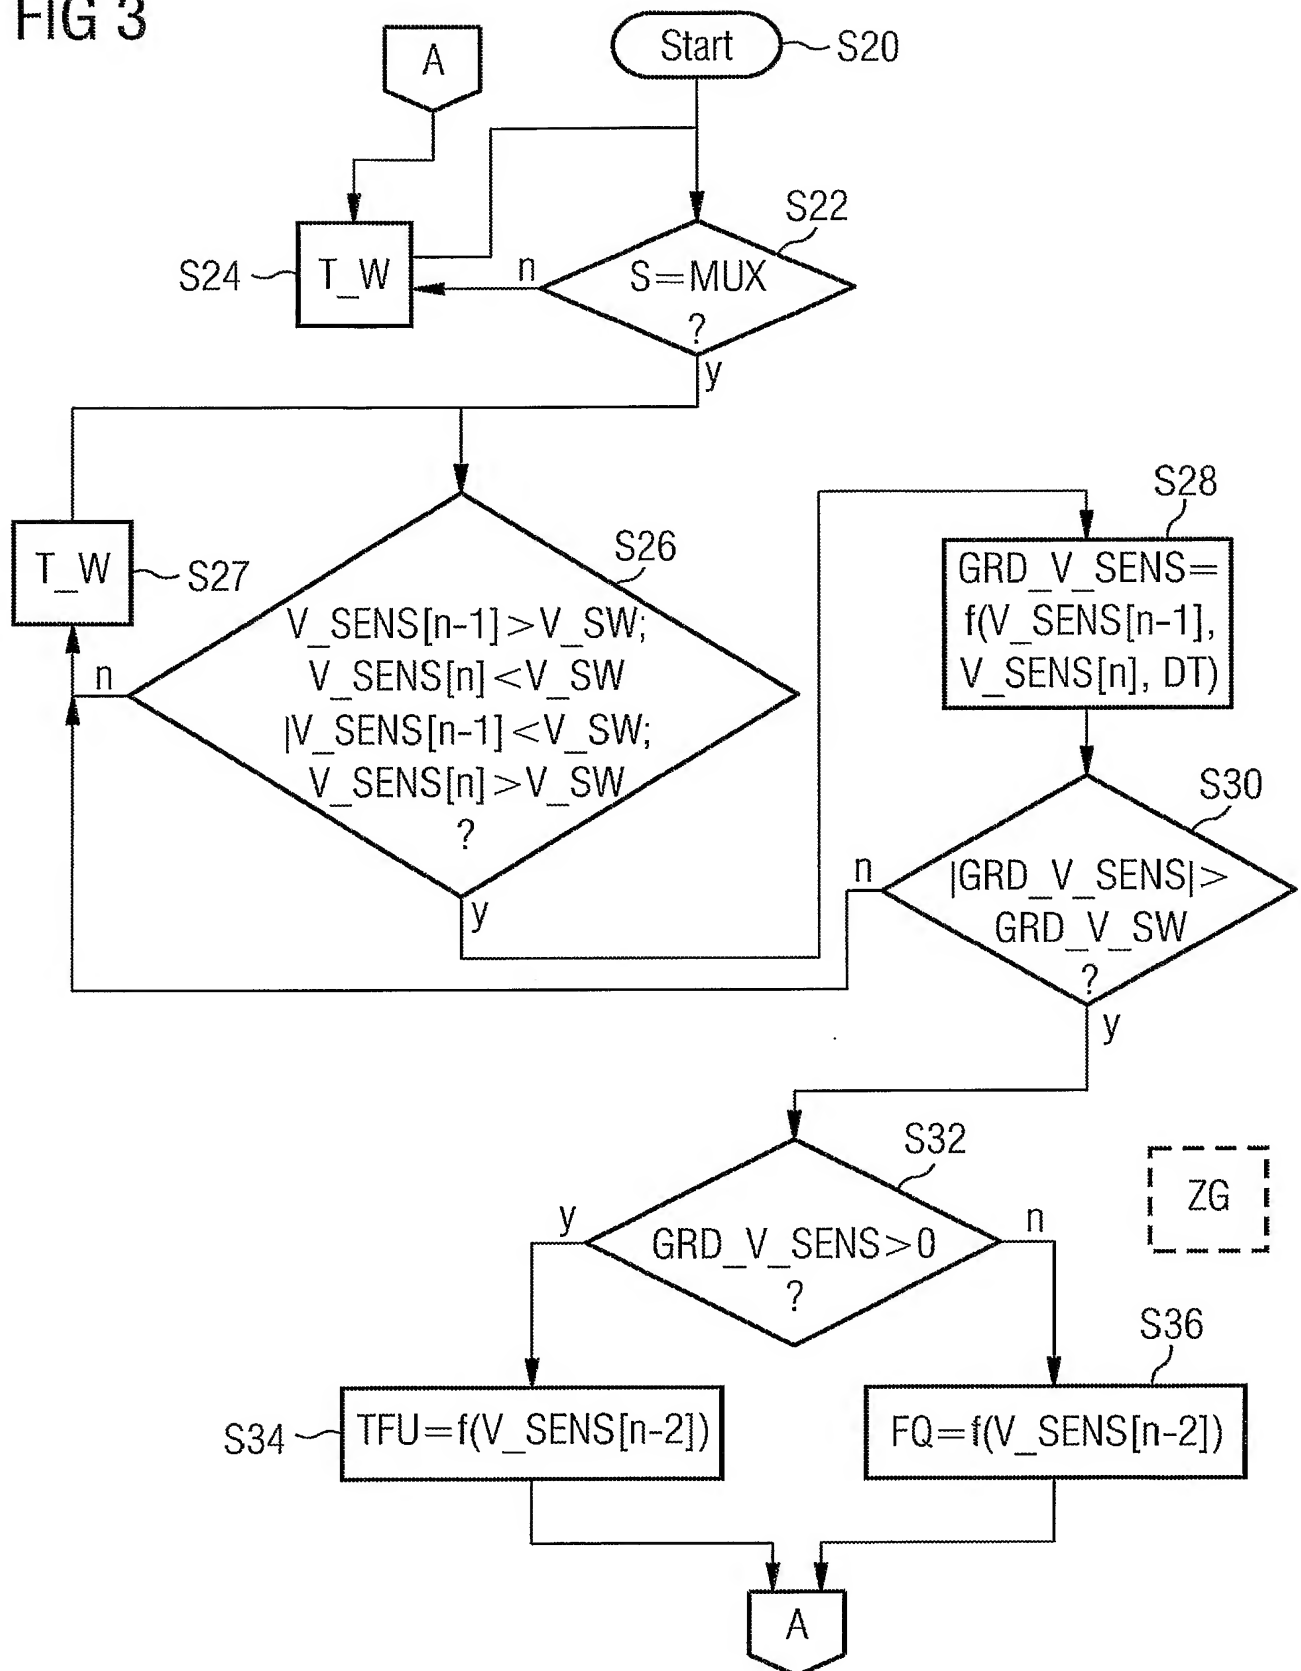 FIG 3
A
Start
S20
S22
S24
T_W
n
S=MUX
?
y
S28
S26
T_W
S27
GRD_V_SENS=
f(V_SENS[n-1],
V_SENS[n], DT)
V_SENS[n-1]>V_SW;
V_SENS[n]<V_SW
|V_SENS[n-1]<V_SW;
V_SENS[n]>V_SW
?
n
y
S30
n
|GRD_V_SENS|>
GRD_V_SW
?
y
S32
ZG
y
GRD_V_SENS>0
?
n
S36
S34
TFU=f(V_SENS[n-2])
FQ=f(V_SENS[n-2])
A